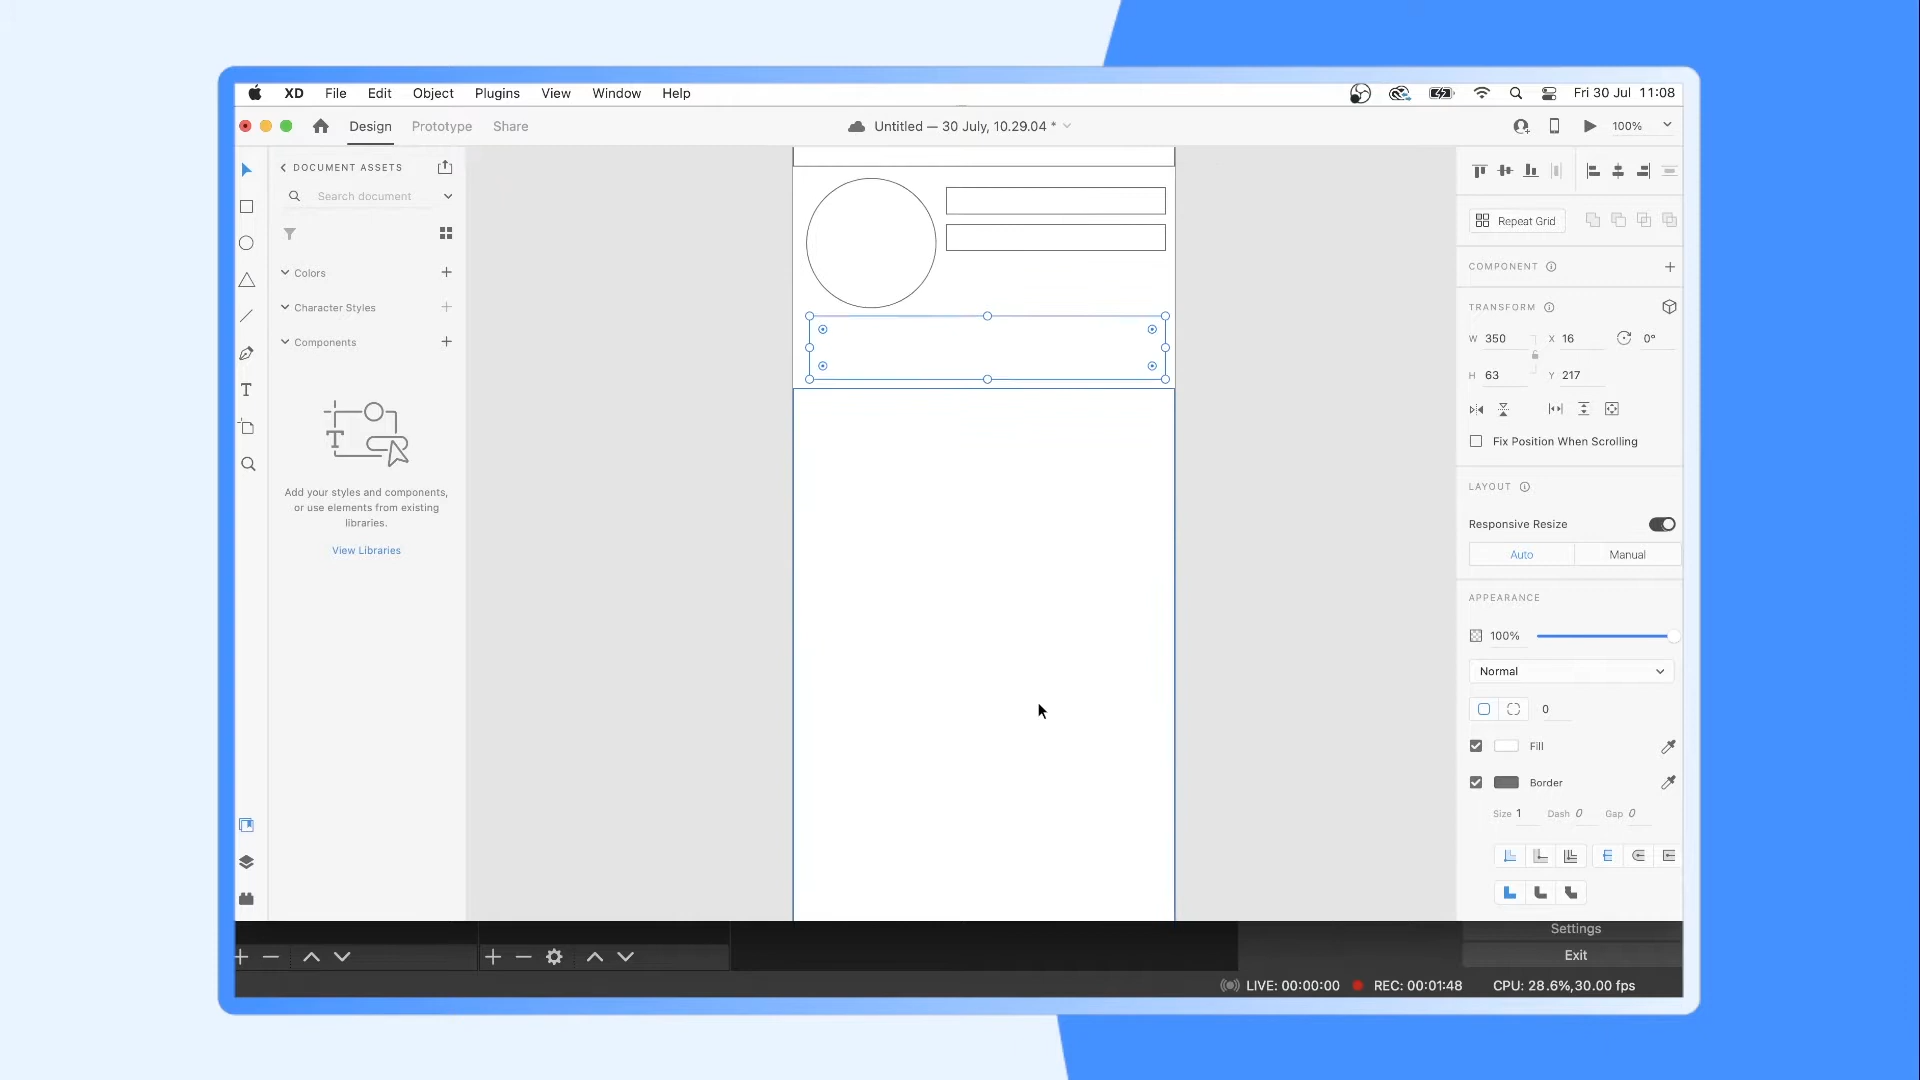 XD File Edit Object Plugins View Window Help Fri 30 Jul 11:08
Design Prototype Share Untitled — 30 July, 10.29.04 * 100%
DOCUMENT ASSETS
Search document
Colors
Character Styles
Components
T
Add your styles and components,
or use elements from existing
libraries.
View Libraries
Repeat Grid
COMPONENT
TRANSFORM
W 350 X 16 0°
H 63 Y 217
Fix Position When Scrolling
LAYOUT
Responsive Resize
Auto Manual
APPEARANCE
100%
Normal
0
Fill
Border
Size 1 Dash 0 Gap 0
Settings
Exit
LIVE: 00:00:00 REC: 00:01:48 CPU: 28.6%,30.00 fps